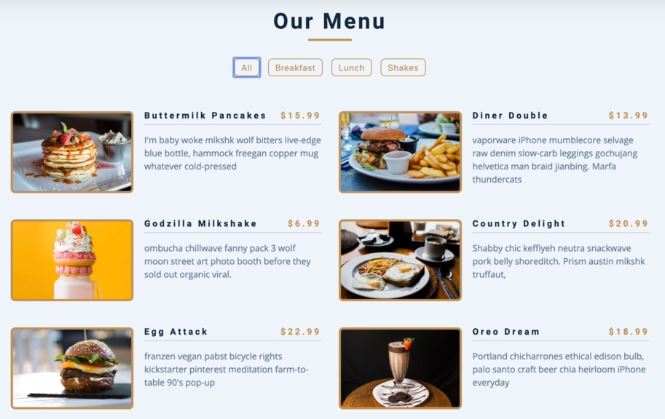 Our Menu
All Breakfast Lunch Shakes
Buttermilk Pancakes $15.99
I'm baby woke mlkshk wolf bitters live-edge
blue bottle, hammock freegan copper mug
whatever cold-pressed
Diner Double $13.99
vaporware iPhone mumblecore selvage
raw denim slow-carb leggings gochujang
helvetica man braid jianbing. Marfa
thundercats
Godzilla Milkshake $6.99
ombucha chillwave fanny pack 3 wolf
moon street art photo booth before they
sold out organic viral.
Country Delight $20.99
Shabby chic keffiyeh neutra snackwave
pork belly shoreditch. Prism austin mlkshk
truffaut,
Egg Attack $22.99
franzen vegan pabst bicycle rights
kickstarter pinterest meditation farm-to-
table 90's pop-up
Oreo Dream $18.99
Portland chicharrones ethical edison bulb,
palo santo craft beer chia heirloom iPhone
everyday